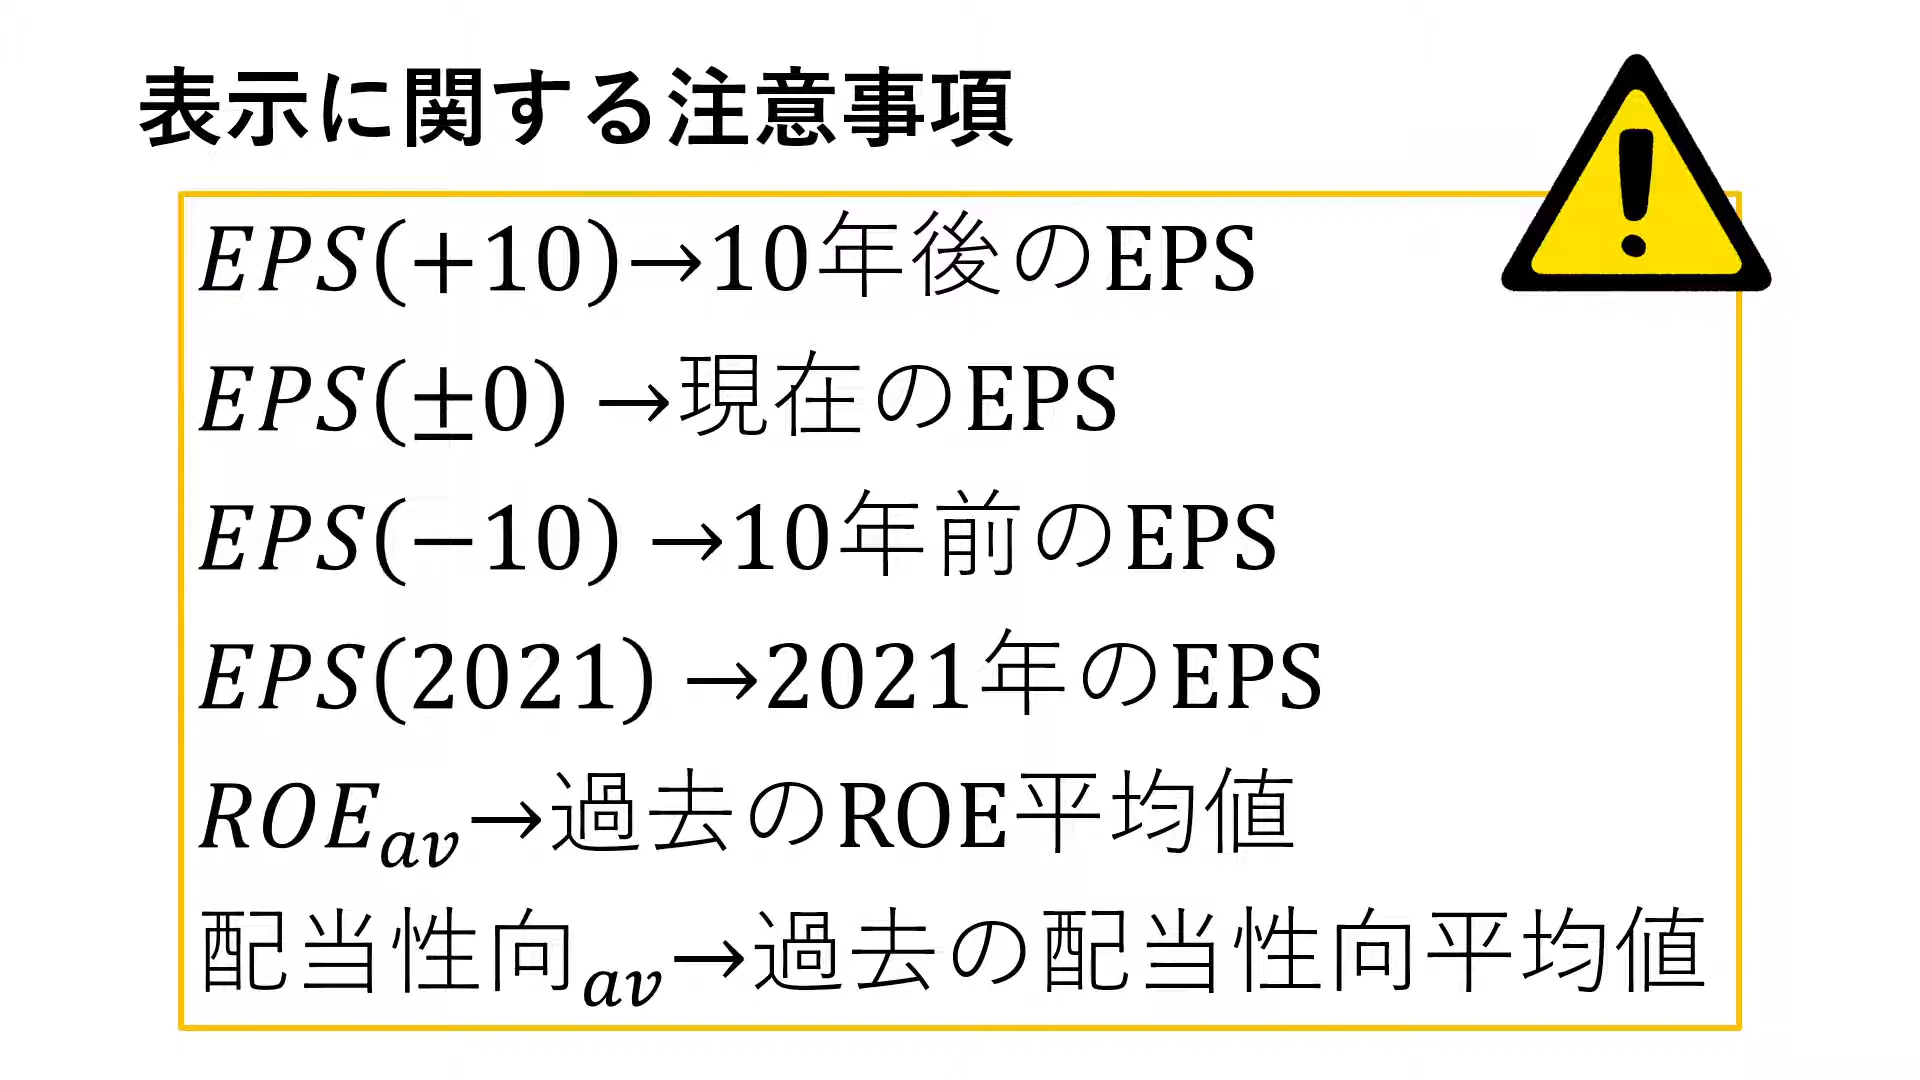 表示に関する注意事項
EPS(+10)→10年後のEPS
EPS(±0) →現在のEPS
EPS(−10) →10年前のEPS
EPS(2021) →2021年のEPS
ROEav→過去のROE平均値
配当性向av→過去の配当性向平均値